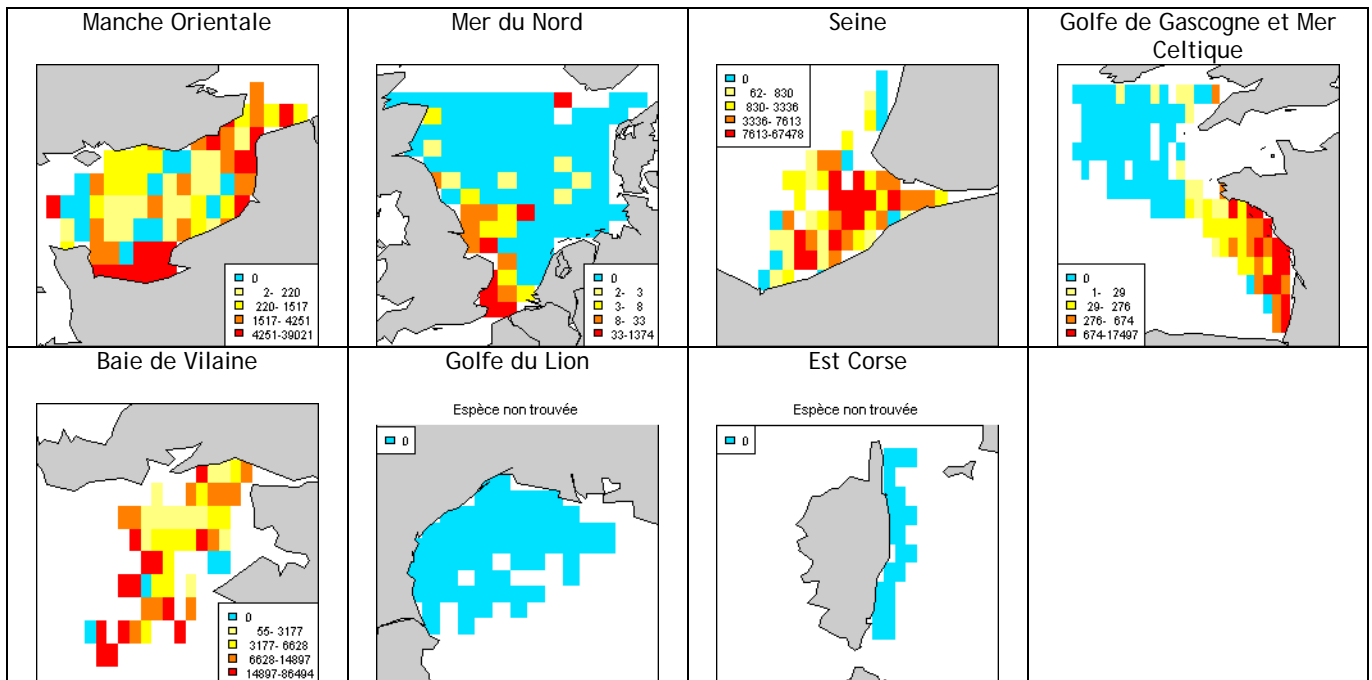 Manche Orientale
0
2- 220
220- 1517
1517- 4251
4251-39021
Mer du Nord
0
2- 3
3- 8
8- 33
33-1374
Seine
0
62- 830
830- 3336
3336- 7613
7613-67478
Golfe de Gascogne et Mer
Celtique
0
1- 29
29- 276
276- 674
674-17497
Baie de Vilaine
0
55- 3177
3177- 6628
6628-14897
14897-86494
Golfe du Lion
Espèce non trouvée
0
Est Corse
Espèce non trouvée
0